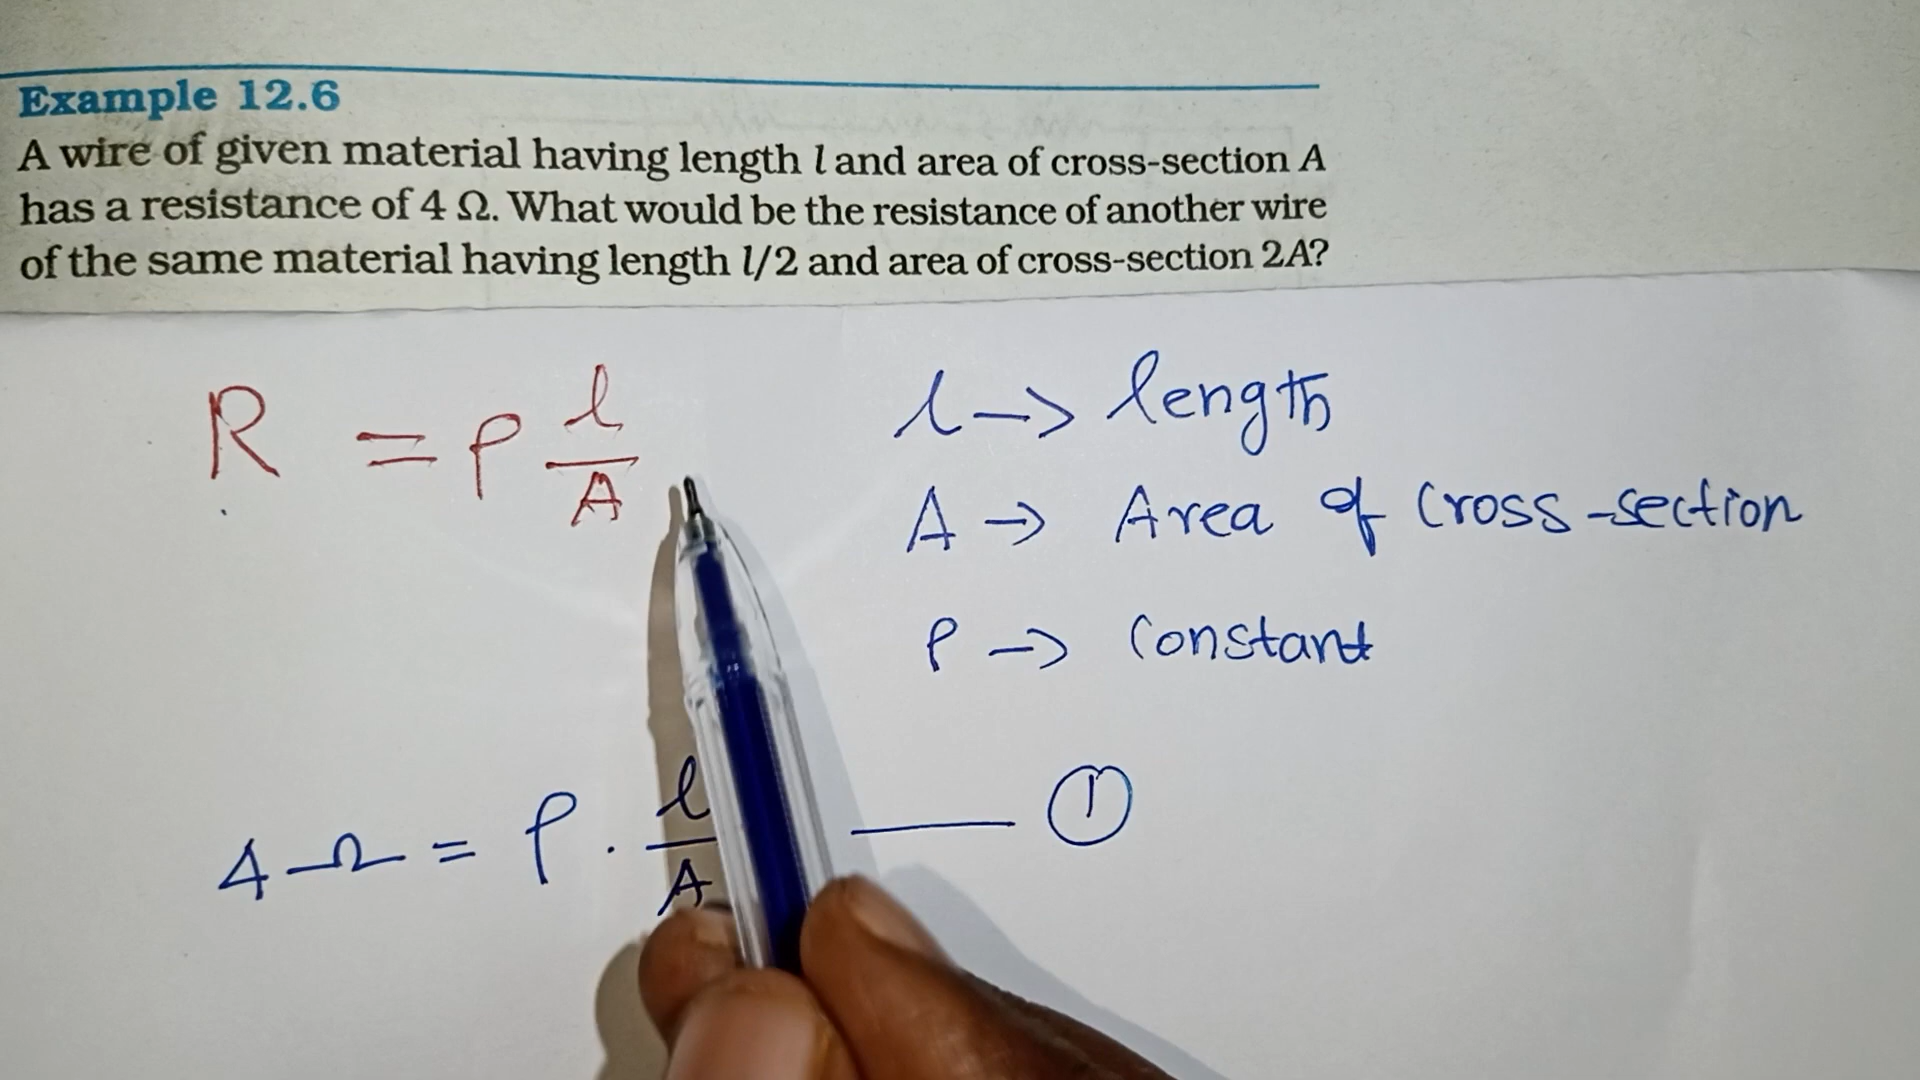 Example 12.6
A wire of given material having length l and area of cross-section A
has a resistance of 4 Ω. What would be the resistance of another wire
of the same material having length l/2 and area of cross-section 2A?
R = ρ l/A
l -> length
A -> Area of cross-section
ρ -> constant
4 Ω = ρ . l/A —— ①